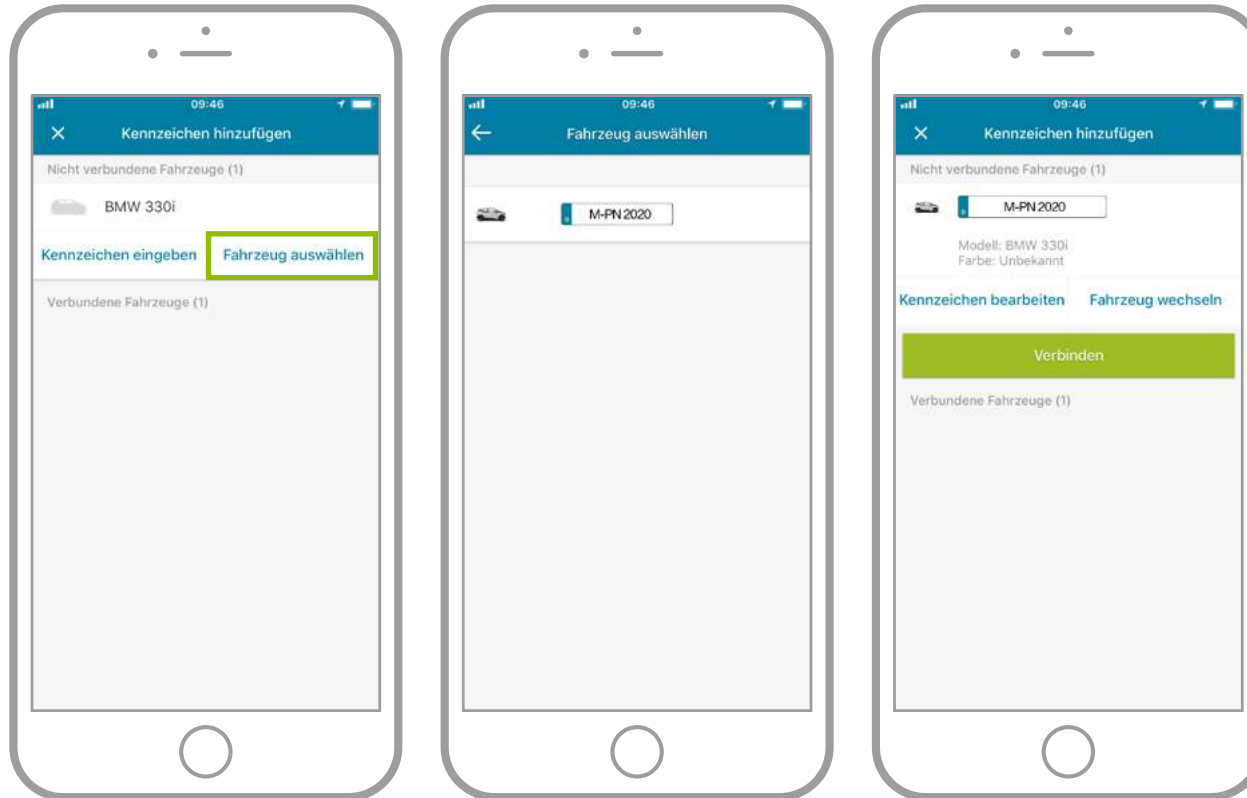 09:46
Kennzeichen hinzufügen
Nicht verbundene Fahrzeuge (1)
BMW 330i
Kennzeichen eingeben
Fahrzeug auswählen
Verbundene Fahrzeuge (1)
09:46
Fahrzeug auswählen
M-PN 2020
09:46
Kennzeichen hinzufügen
Nicht verbundene Fahrzeuge (1)
M-PN 2020
Modell: BMW 330i
Farbe: Unbekannt
Kennzeichen bearbeiten
Fahrzeug wechseln
Verbinden
Verbundene Fahrzeuge (1)